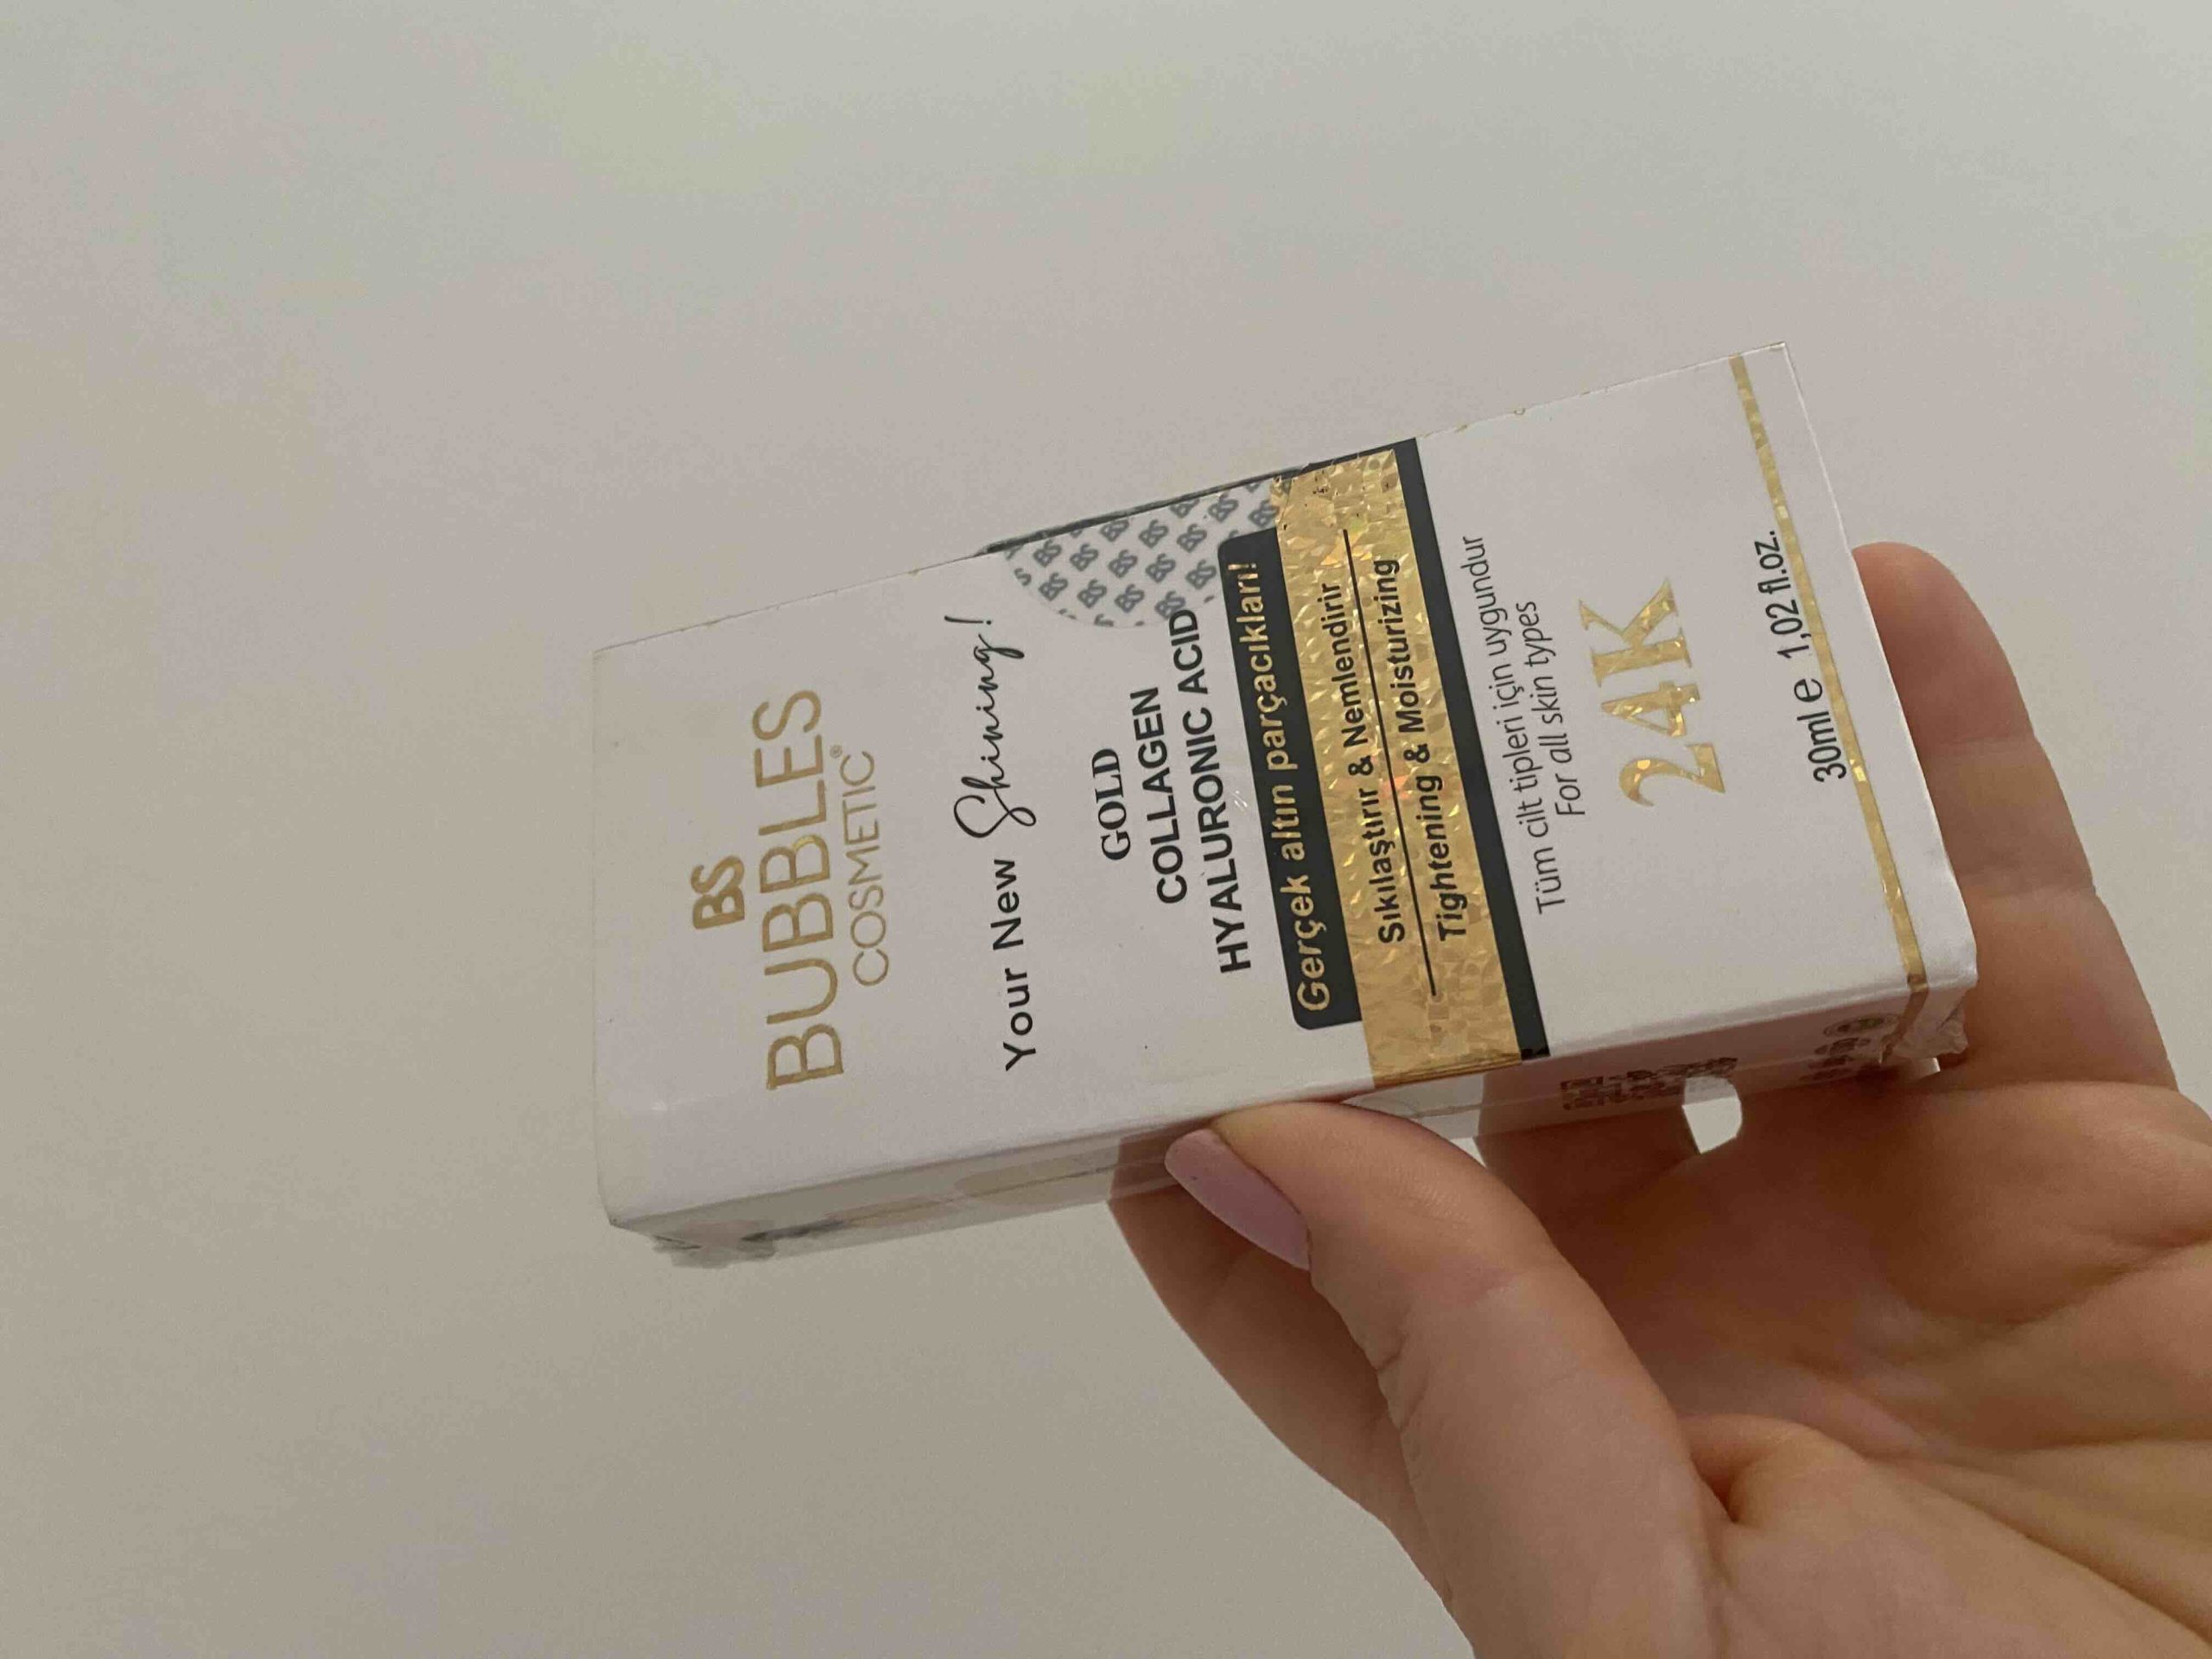 BS
BUBBLES
COSMETIC®
Your New Shining!
GOLD
COLLAGEN
HYALURONIC ACID
Gerçek altın parçacıkları!
Sıkılaştırır & Nemlendirir
Tightening & Moisturizing
Tüm cilt tipleri için uygundur
For all skin types
24K
30ml e 1,02 fl.oz.